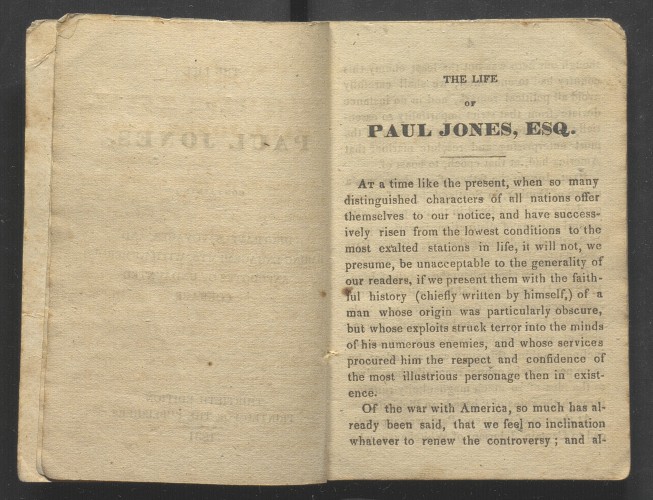 THE LIFE
OF
PAUL JONES, ESQ.
AT a time like the present, when so many
distinguished characters of all nations offer
themselves to our notice, and have success-
ively risen from the lowest conditions to the
most exalted stations in life, it will not, we
presume, be unacceptable to the generality of
our readers, if we present them with the faith-
ful history (chiefly written by himself,) of a
man whose origin was particularly obscure,
but whose exploits struck terror into the minds
of his numerous enemies, and whose services
procured him the respect and confidence of
the most illustrious personage then in exist-
ence.
Of the war with America, so much has al-
ready been said, that we feel no inclination
whatever to renew the controversy ; and al-